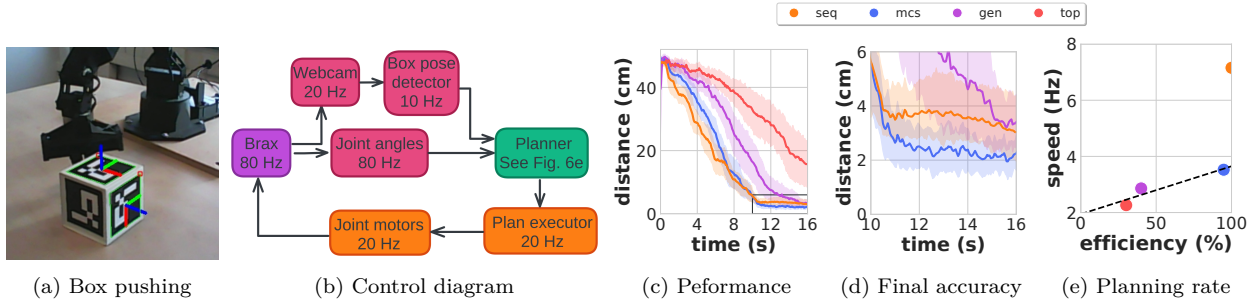 seq mcs gen top
Webcam
20 Hz
Box pose
detector
10 Hz
Brax
80 Hz
Joint angles
80 Hz
Planner
See Fig. 6e
Joint motors
20 Hz
Plan executor
20 Hz
distance (cm)
40
20
0
0 4 8 12 16
time (s)
distance (cm)
6
4
2
0
10 12 14 16
time (s)
speed (Hz)
8
6
4
2
0 50 100
efficiency (%)
(a) Box pushing
(b) Control diagram
(c) Peformance
(d) Final accuracy
(e) Planning rate